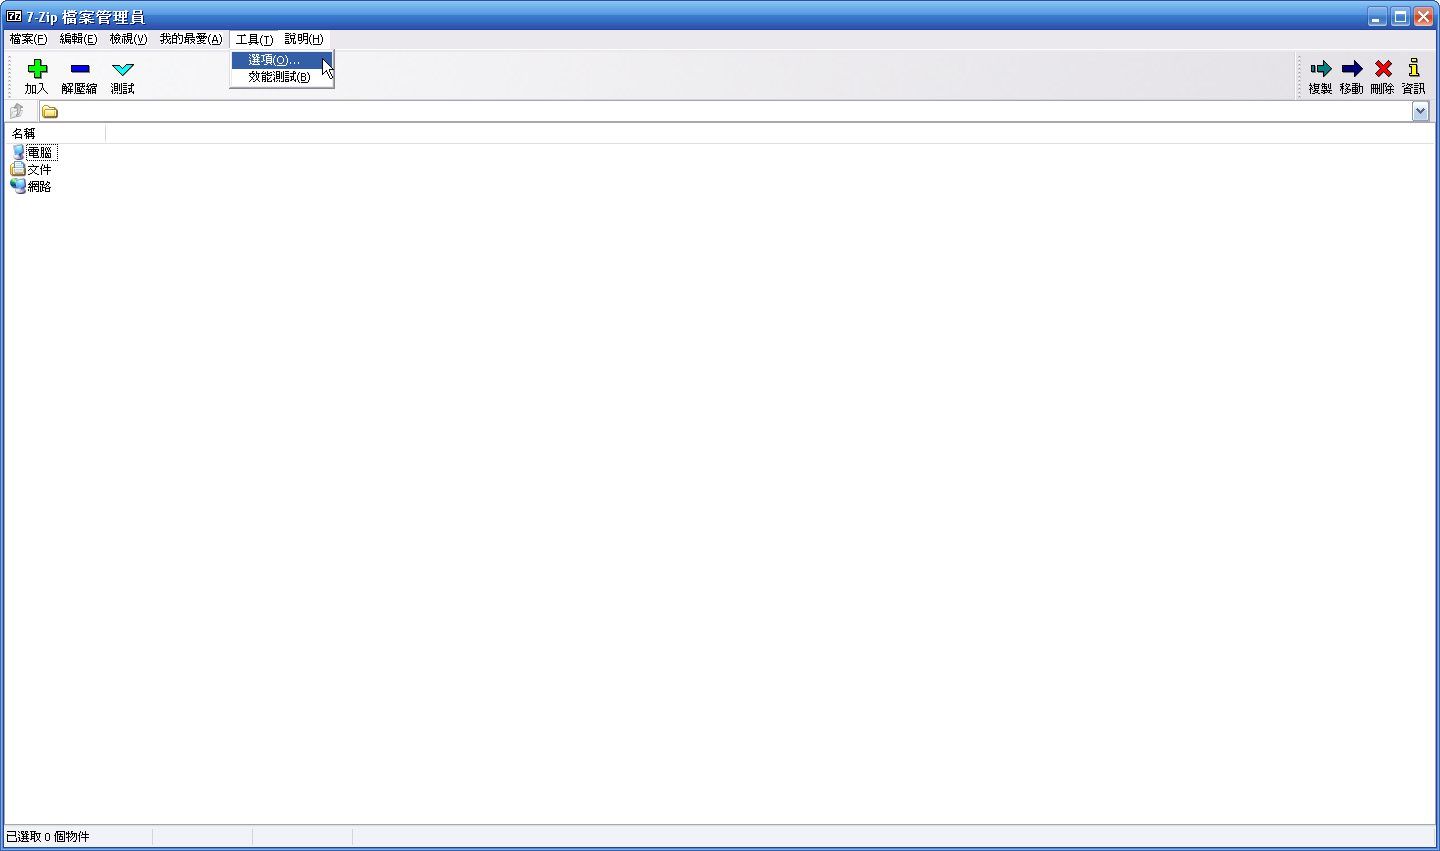 7-Zip 檔案管理員
檔案(F) 編輯(E) 檢視(V) 我的最愛(A) 工具(T) 說明(H)
選項(O)...
效能測試(B)
加入 解壓縮 測試 複製 移動 刪除 資訊
名稱
電腦
文件
網路
已選取 0 個物件